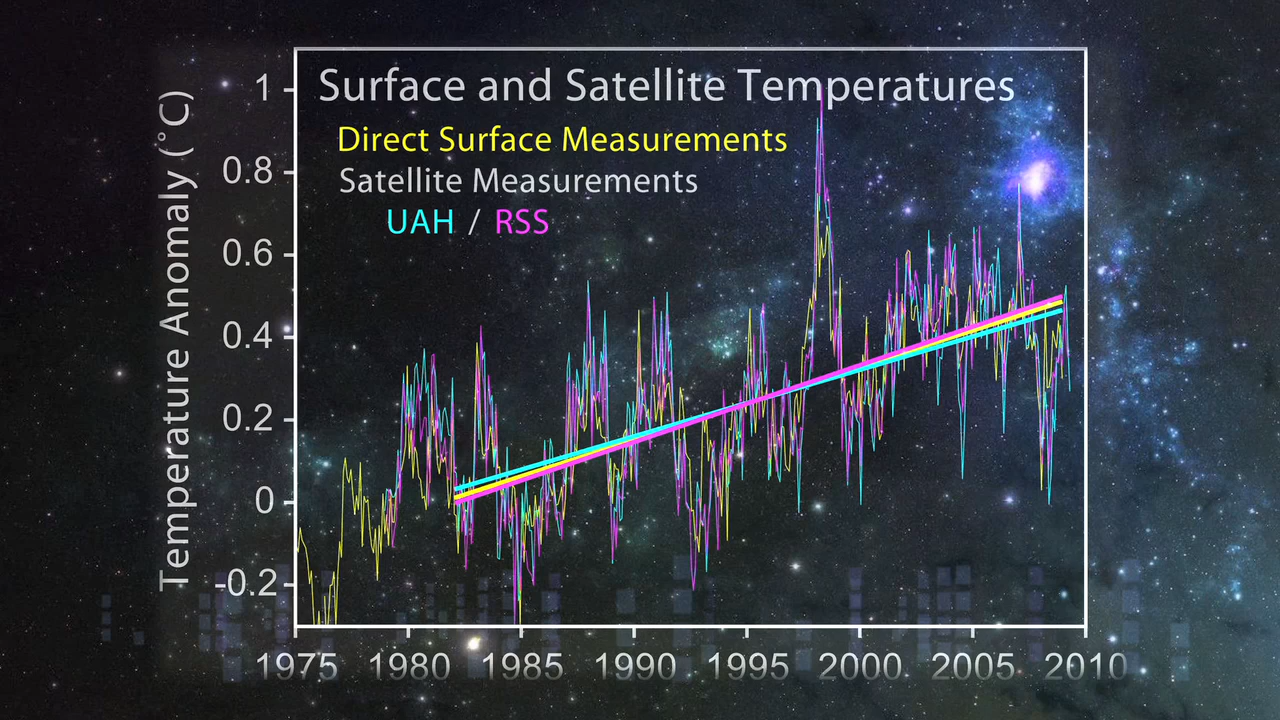 Surface and Satellite Temperatures
Direct Surface Measurements
Satellite Measurements
UAH / RSS
Temperature Anomaly (°C)
1
0.8
0.6
0.4
0.2
0
-0.2
1975 1980 1985 1990 1995 2000 2005 2010